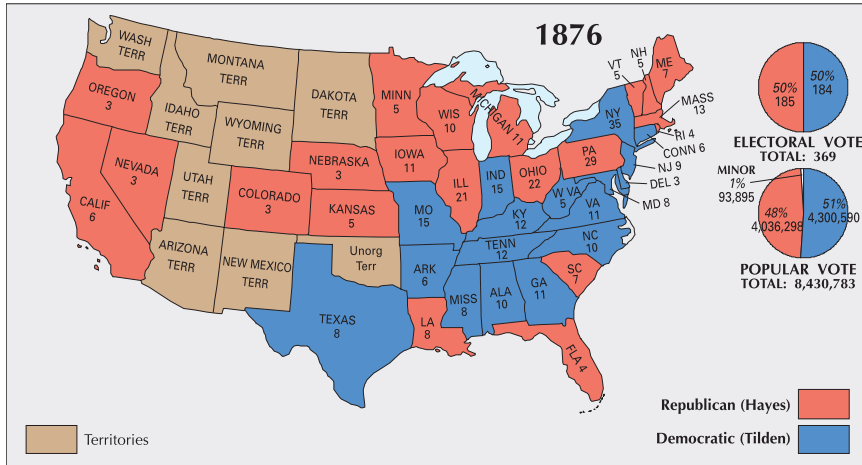 1876
WASH
TERR
MONTANA
TERR
DAKOTA
TERR
MINN
5
OREGON
3
IDAHO
TERR
WYOMING
TERR
WIS
10
MICHIGAN 11
VT
5
NH
5
ME
7
MASS
13
NY
35
RI 4
CONN 6
NJ 9
DEL 3
MD 8
PA
29
NEVADA
3
UTAH
TERR
COLORADO
3
NEBRASKA
3
IOWA
11
KANSAS
5
ILL
21
IND
15
OHIO
22
W VA
5
VA
11
CALIF
6
MO
15
KY
12
NC
10
TENN
12
ARIZONA
TERR
NEW MEXICO
TERR
Unorg
Terr
ARK
6
SC
7
MISS
8
ALA
10
GA
11
TEXAS
8
LA
8
FLA 4
50%
185
50%
184
ELECTORAL VOTE
TOTAL: 369
MINOR
1%
93,895
48%
4,036,298
51%
4,300,590
POPULAR VOTE
TOTAL: 8,430,783
Republican (Hayes)
Democratic (Tilden)
Territories